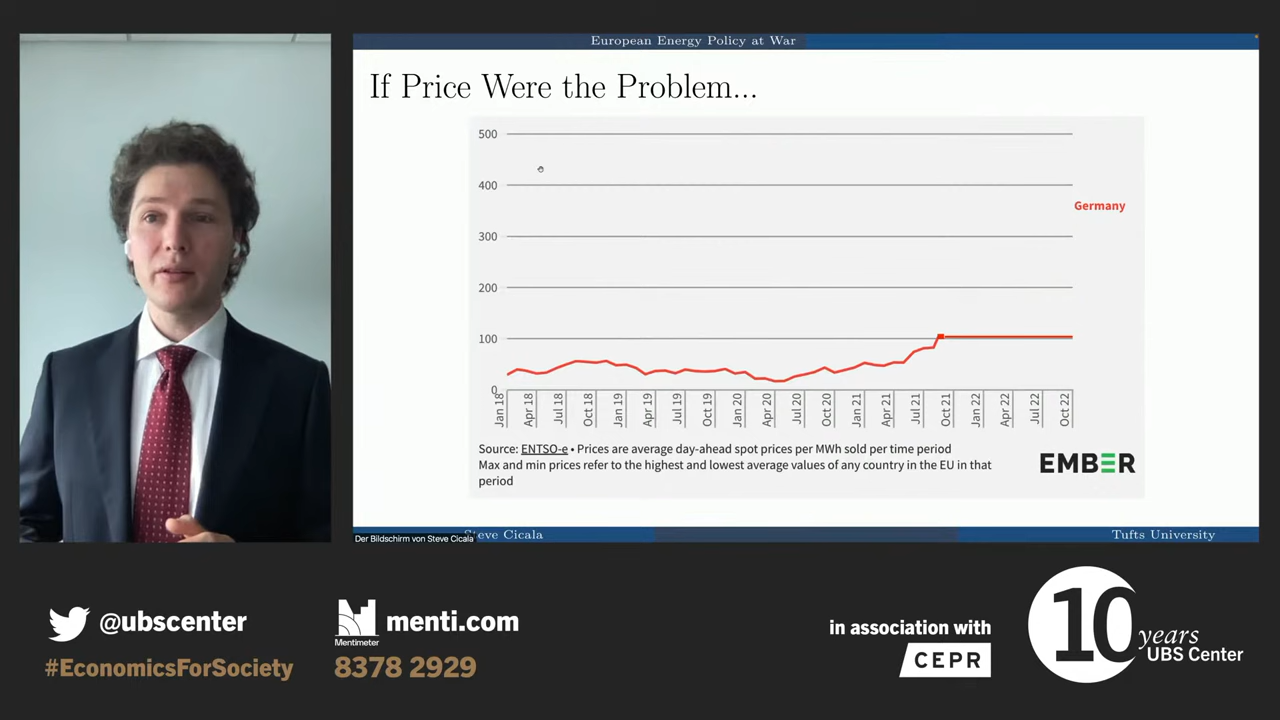 European Energy Policy at War
If Price Were the Problem...
500
400
300
200
100
0
Germany
Jan 18
Apr 18
Jul 18
Oct 18
Jan 19
Apr 19
Jul 19
Oct 19
Jan 20
Apr 20
Jul 20
Oct 20
Jan 21
Apr 21
Jul 21
Oct 21
Jan 22
Apr 22
Jul 22
Oct 22
Source: ENTSO-e • Prices are average day-ahead spot prices per MWh sold per time period
Max and min prices refer to the highest and lowest average values of any country in the EU in that
period
EMBER
Der Bildschirm von Steve Cicala
eve Cicala
Tufts University
@ubscenter
#EconomicsForSociety
Mentimeter
menti.com
8378 2929
in association with
CEPR
10 years
UBS Center